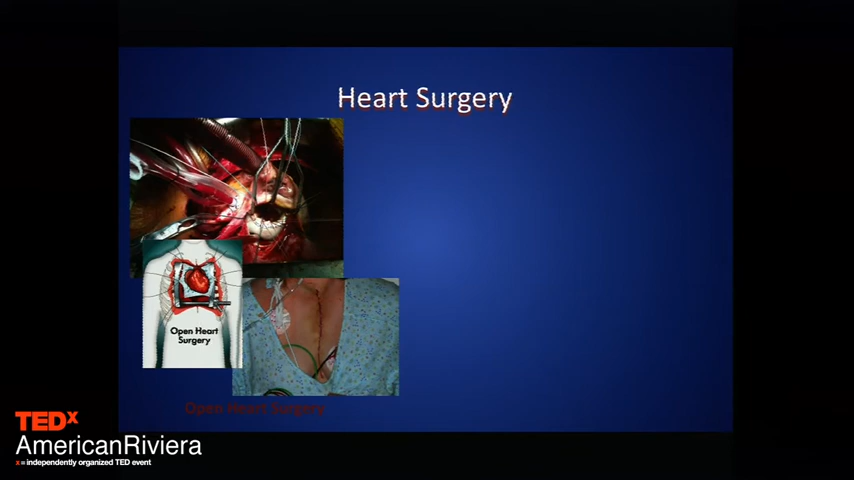 Heart Surgery
Open Heart
Surgery
Open Heart Surgery
TEDx
AmericanRiviera
x = independently organized TED event